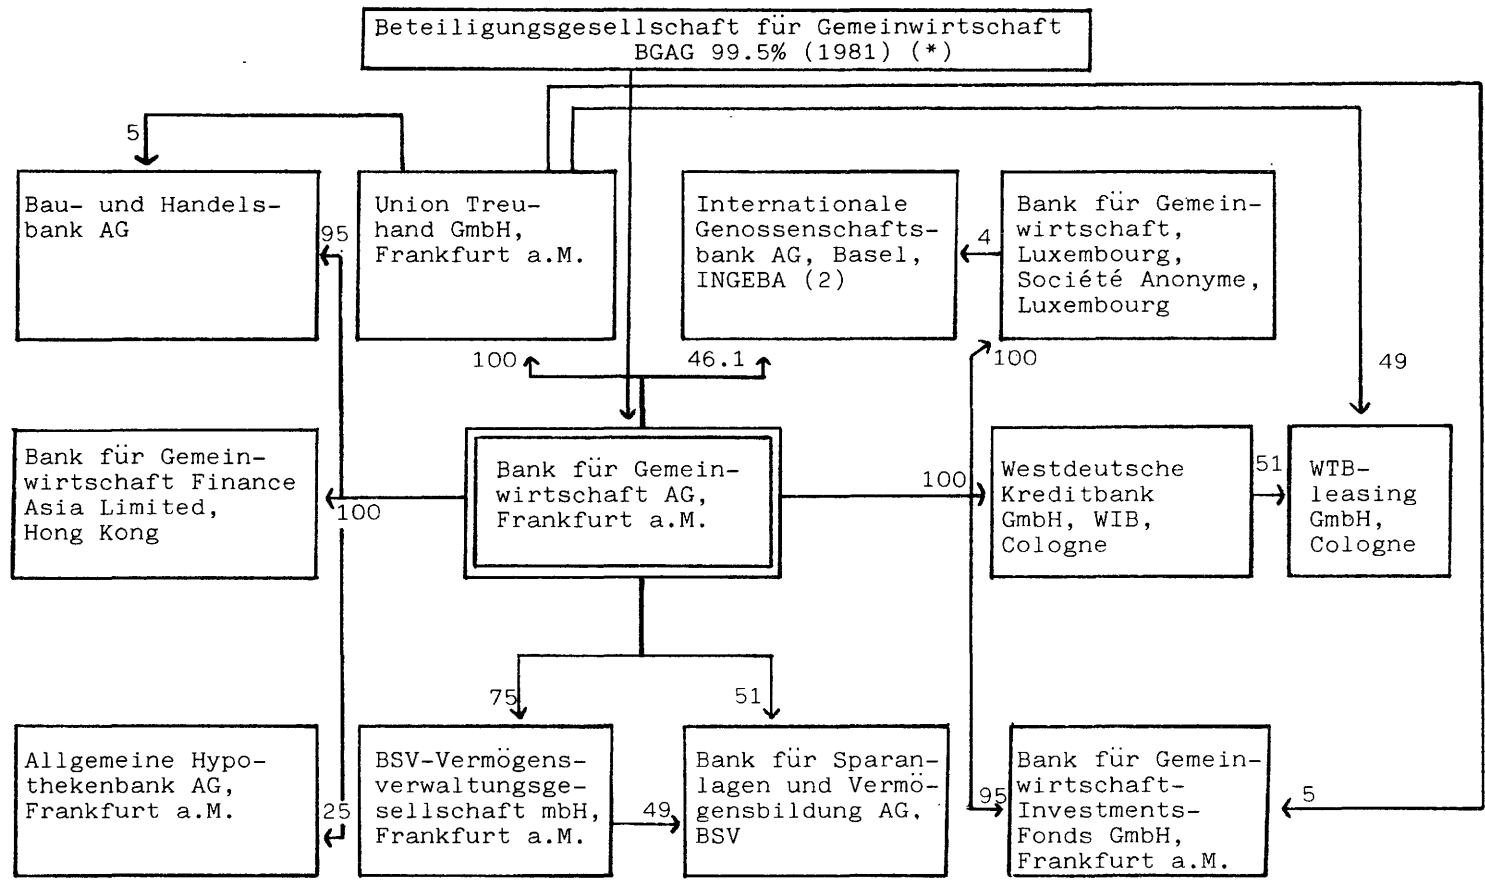 Beteiligungsgesellschaft für Gemeinwirtschaft
BGAG 99.5% (1981) (*)
5
Bau- und Handels-
bank AG
95
Union Treu-
hand GmbH,
Frankfurt a.M.
Internationale
Genossenschafts-
bank AG, Basel,
INGEBA (2)
4
Bank für Gemein-
wirtschaft,
Luxembourg,
Société Anonyme,
Luxembourg
100
46.1
100
49
Bank für Gemein-
wirtschaft Finance
Asia Limited,
Hong Kong
100
Bank für Gemein-
wirtschaft AG,
Frankfurt a.M.
100
Westdeutsche
Kreditbank
GmbH, WIB,
Cologne
51
WTB-
leasing
GmbH,
Cologne
75
51
Allgemeine Hypo-
thekenbank AG,
Frankfurt a.M.
25
BSV-Vermögens-
verwaltungsge-
sellschaft mbH,
Frankfurt a.M.
49
Bank für Sparan-
lagen und Vermö-
gensbildung AG,
BSV
95
Bank für Gemein-
wirtschaft-
Investments-
Fonds GmbH,
Frankfurt a.M.
5